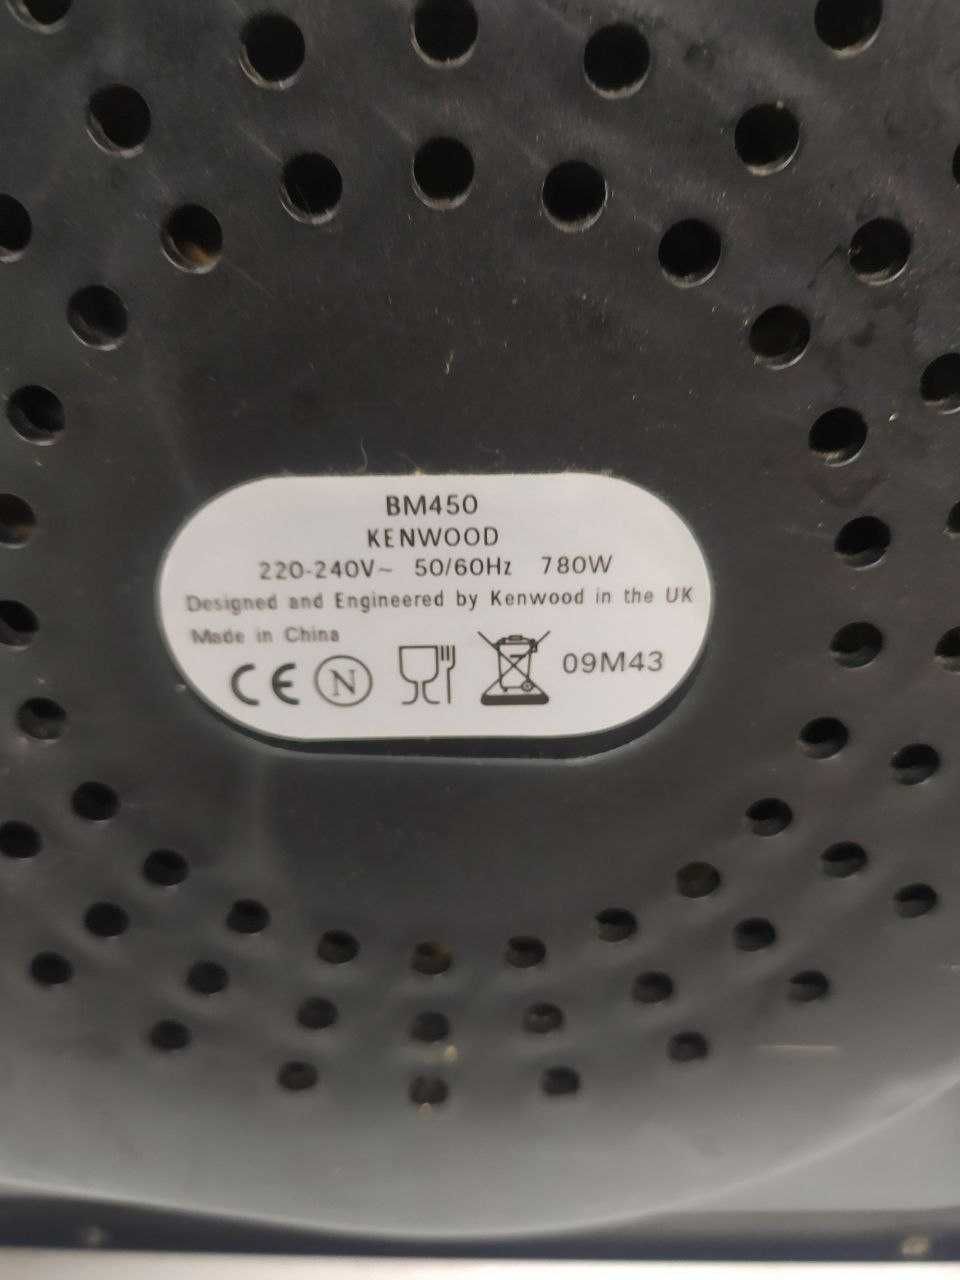 BM450
KENWOOD
220-240V~ 50/60Hz 780W
Designed and Engineered by Kenwood in the UK
Made in China
CE N 09M43